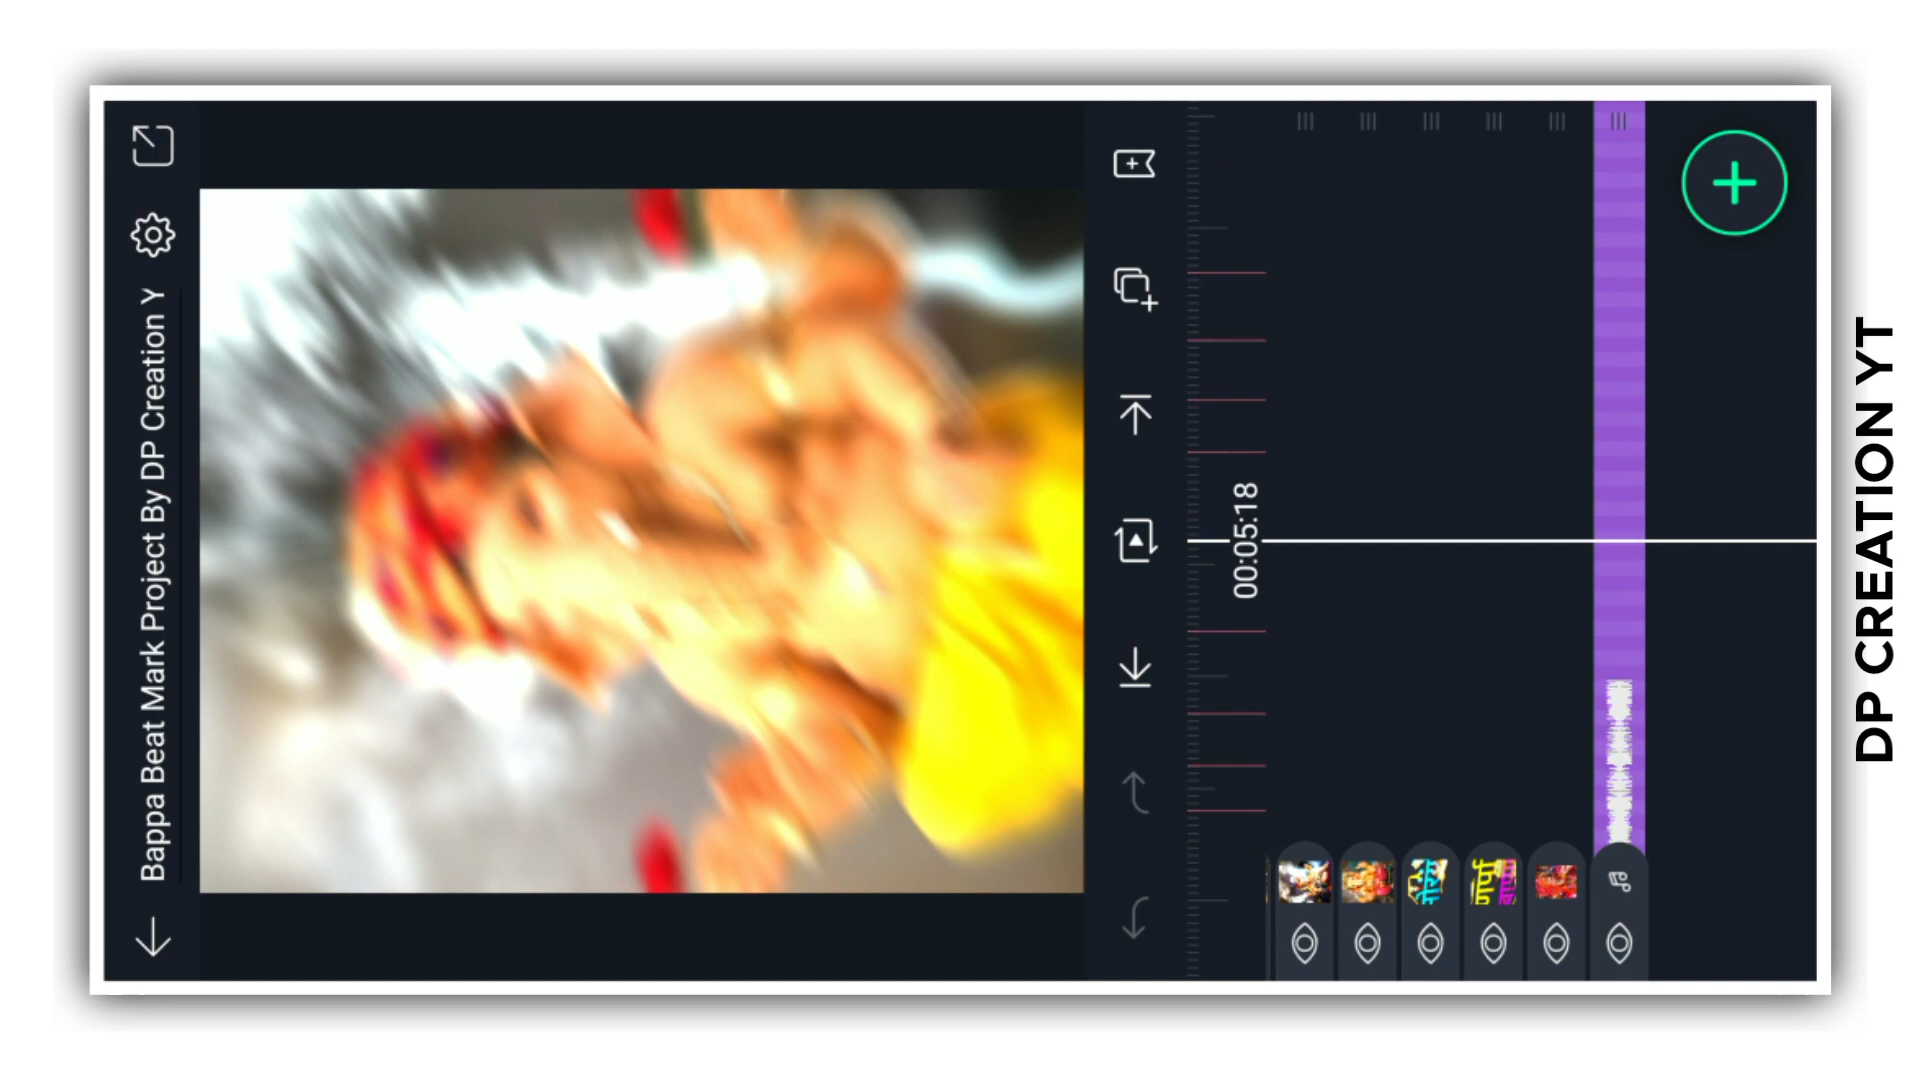 Bappa Beat Mark Project By DP Creation Y
00:05:18
DP CREATION YT